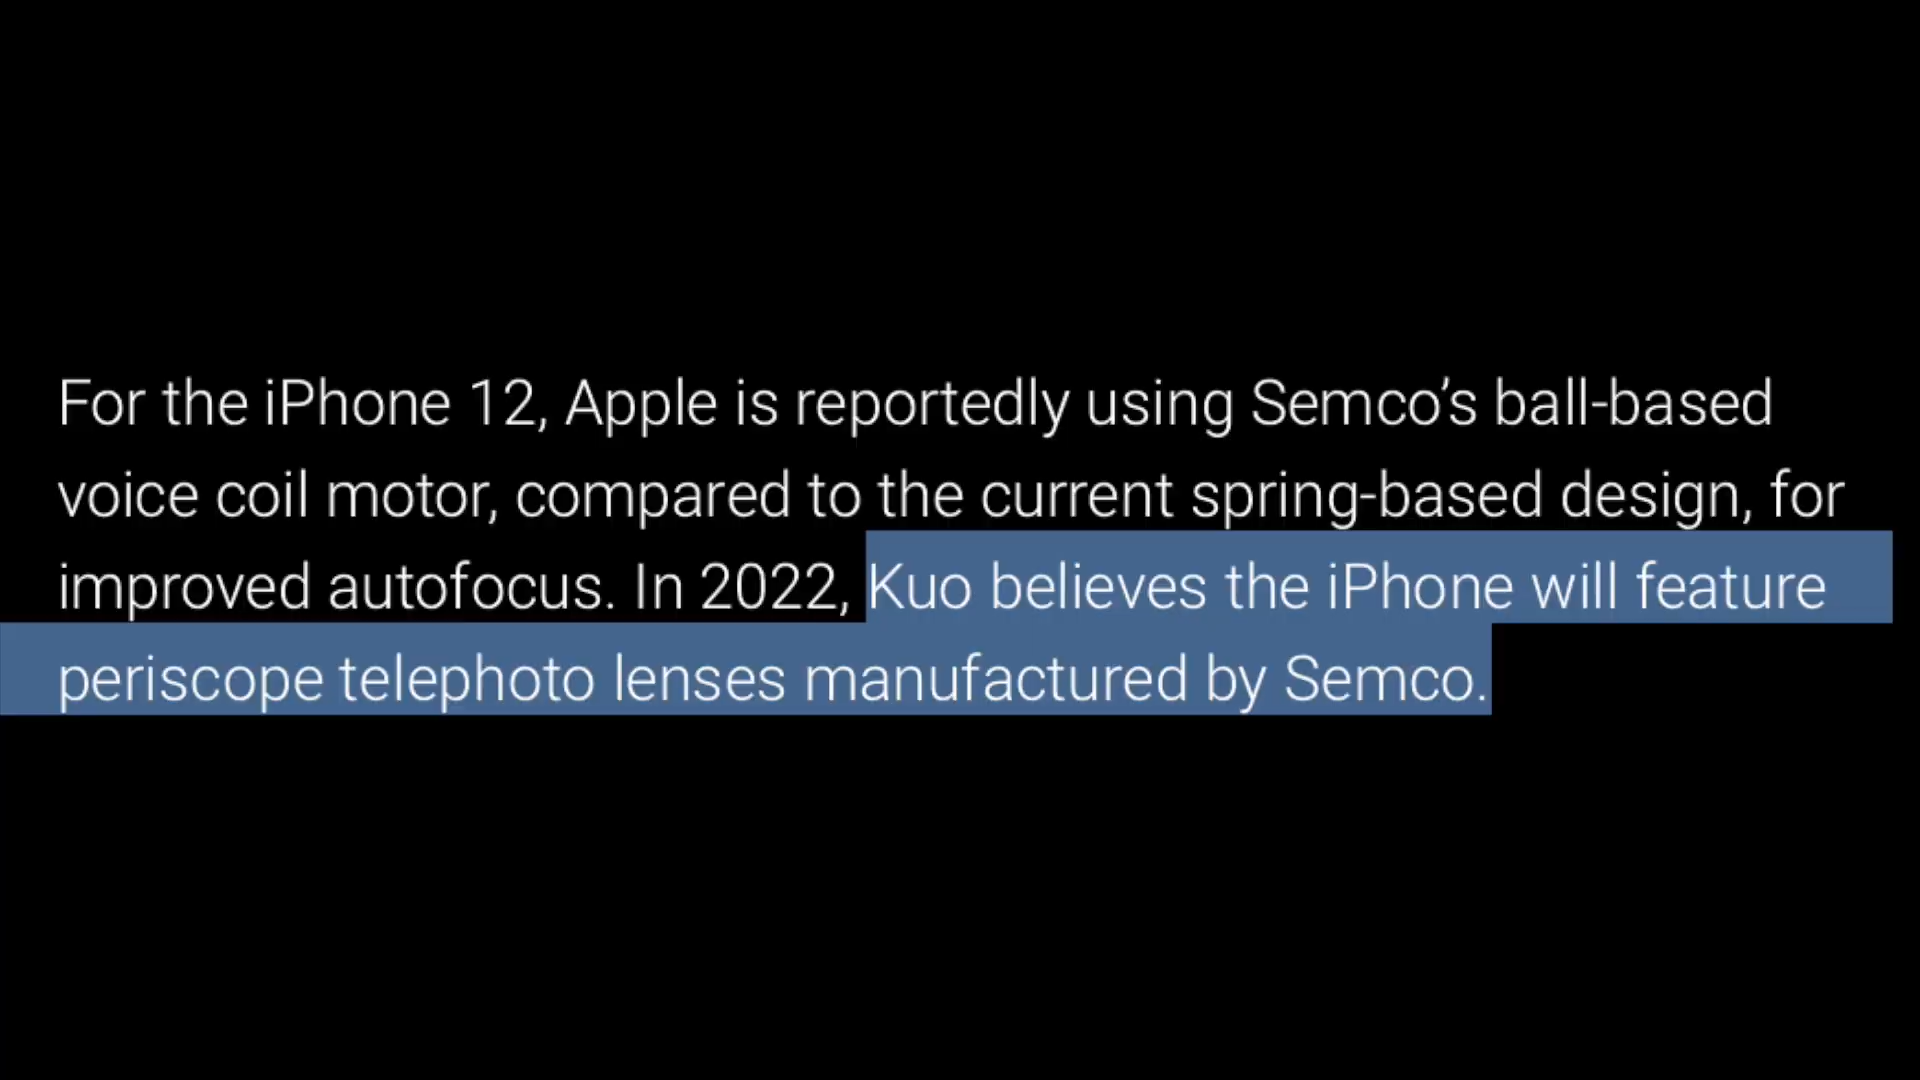 For the iPhone 12, Apple is reportedly using Semco’s ball-based
voice coil motor, compared to the current spring-based design, for
improved autofocus. In 2022, Kuo believes the iPhone will feature
periscope telephoto lenses manufactured by Semco.